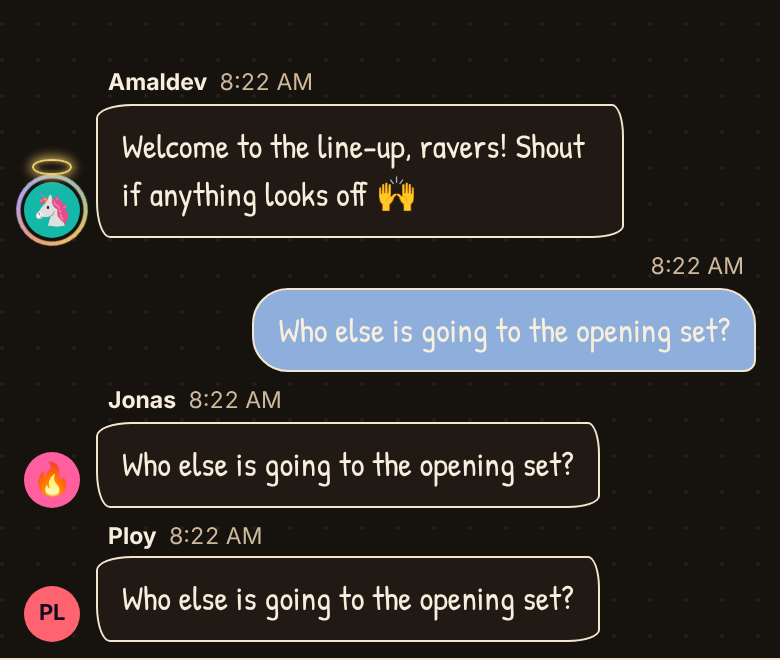 Amaldev 8:22 AM
Welcome to the line-up, ravers! Shout
if anything looks off 🙌
8:22 AM
Who else is going to the opening set?
Jonas 8:22 AM
Who else is going to the opening set?
Ploy 8:22 AM
PL
Who else is going to the opening set?